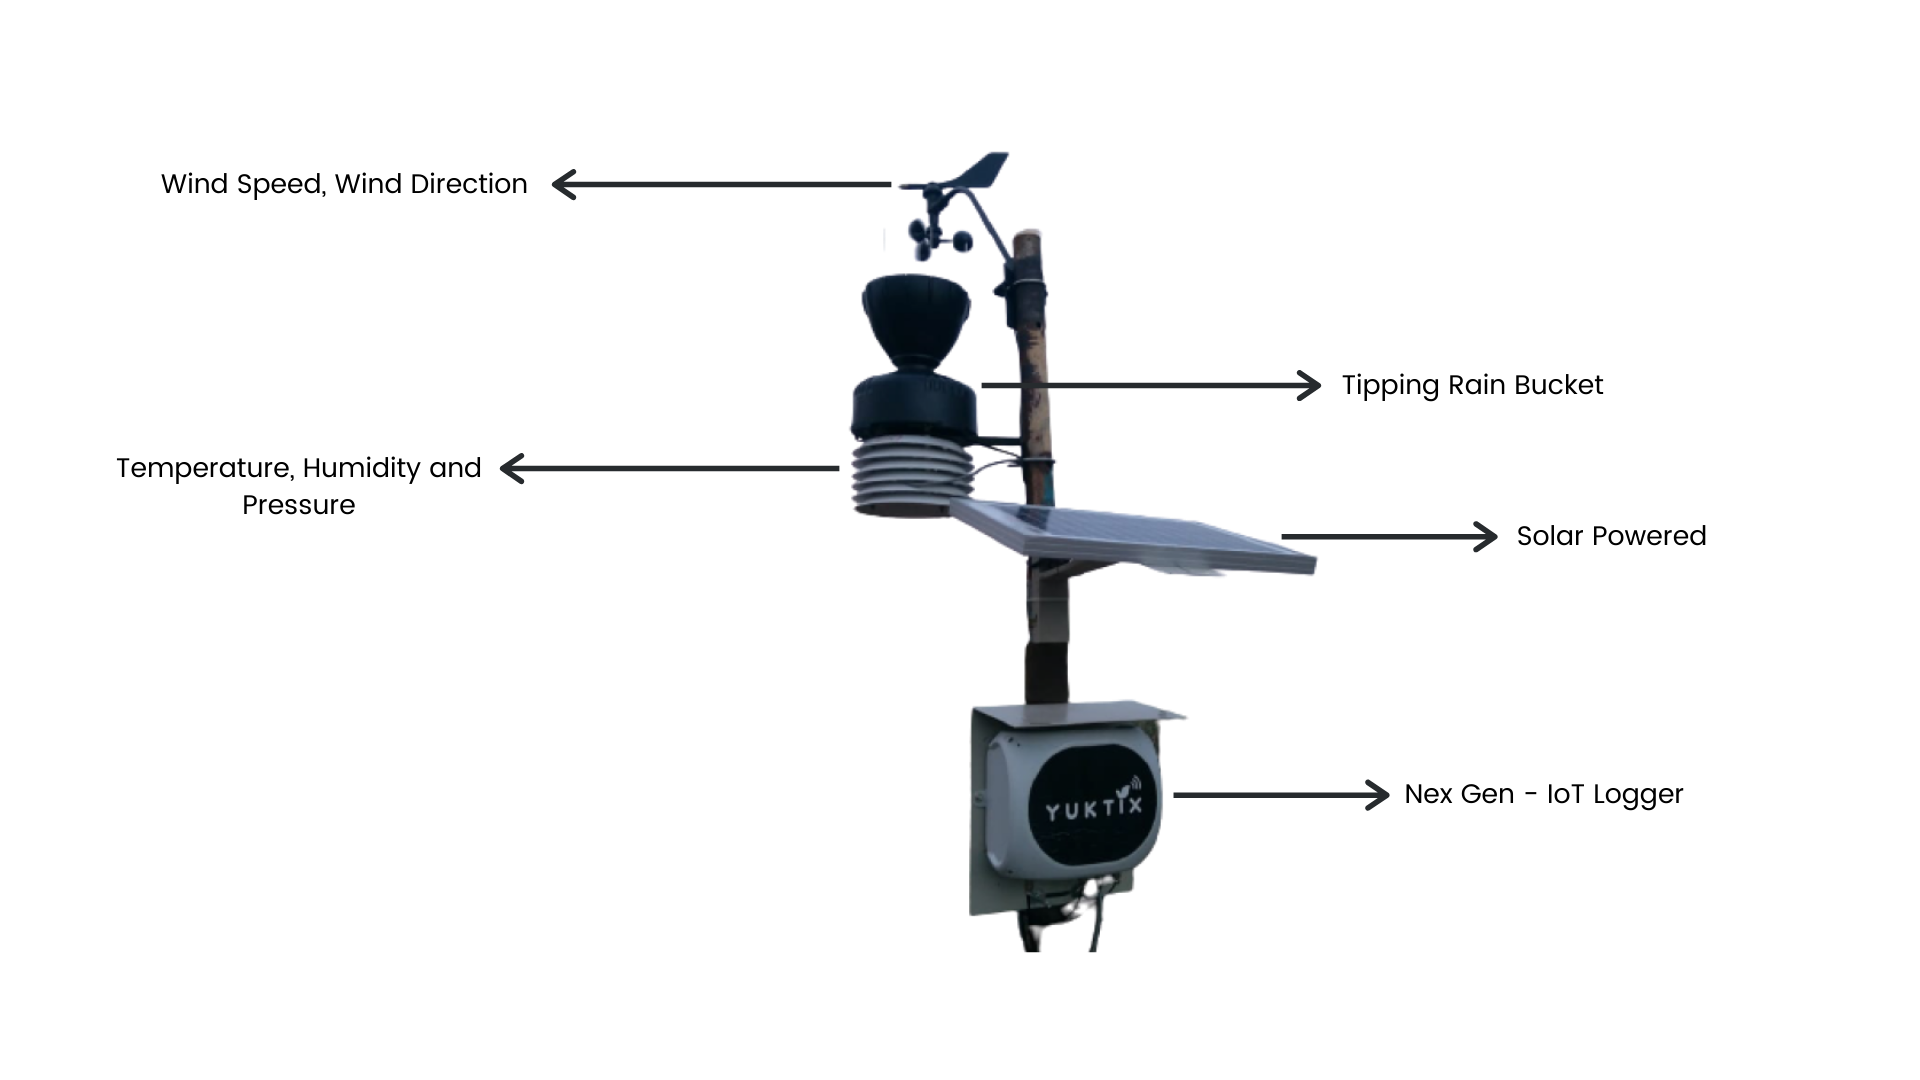 Wind Speed, Wind Direction
Tipping Rain Bucket
Temperature, Humidity and
Pressure
Solar Powered
Nex Gen - IoT Logger
YUKTIX